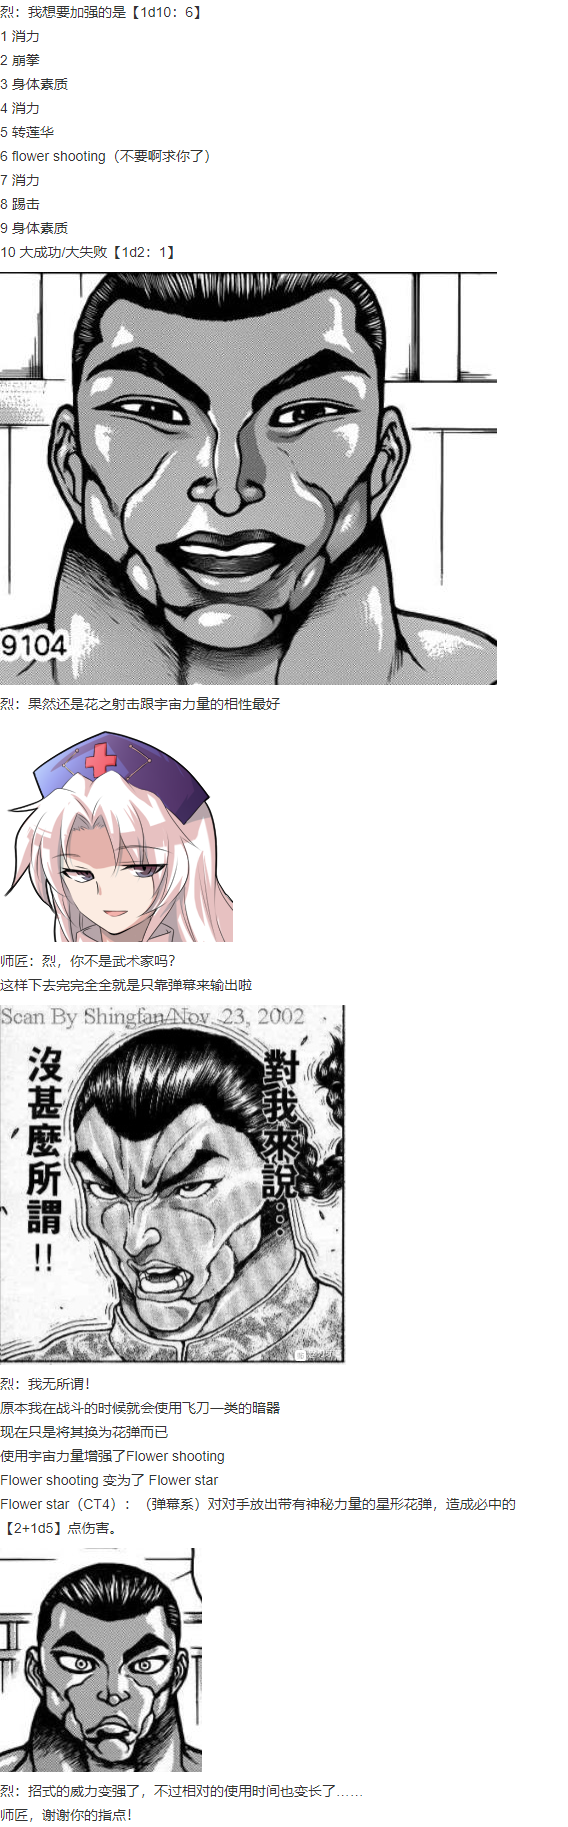 烈：我想要加强的是【1d10：6】
1 消力
2 崩拳
3 身体素质
4 消力
5 转莲华
6 flower shooting（不要啊求你了）
7 消力
8 踢击
9 身体素质
10 大成功/大失败【1d2：1】
9104
烈：果然还是花之射击跟宇宙力量的相性最好
师匠：烈，你不是武术家吗？
这样下去完完全全就是只靠弹幕来输出啦
Scan By Shingfan/Nov. 23, 2002
對我來說…
沒甚麼所謂!!
烈：我无所谓！
原本我在战斗的时候就会使用飞刀一类的暗器
现在只是将其换为花弹而已
使用宇宙力量增强了Flower shooting
Flower shooting 变为了 Flower star
Flower star（CT4）：（弹幕系）对对手放出带有神秘力量的星形花弹，造成必中的
【2+1d5】点伤害。
烈：招式的威力变强了，不过相对的使用时间也变长了……
师匠，谢谢你的指点！